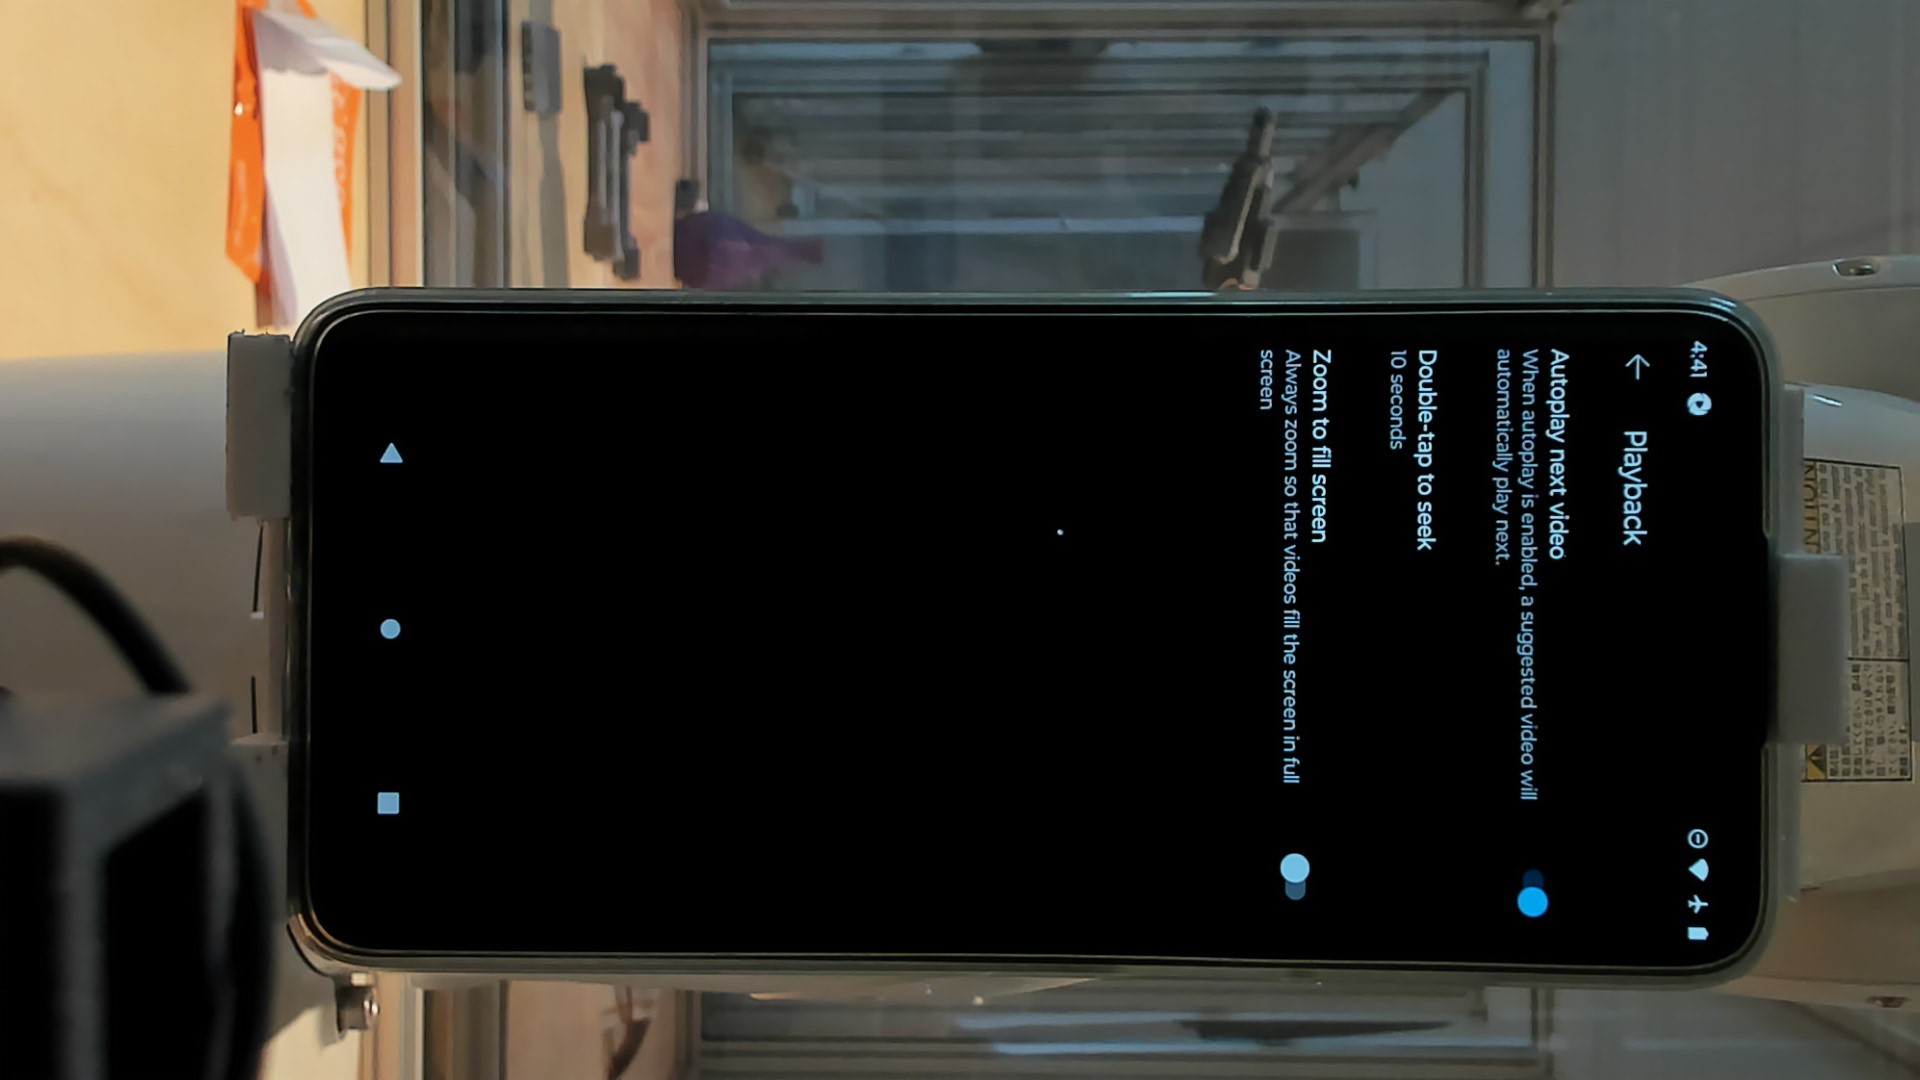 4:41
Playback
Autoplay next video
When autoplay is enabled, a suggested video will
automatically play next.
Double-tap to seek
10 seconds
Zoom to fill screen
Always zoom so that videos fill the screen in full
screen